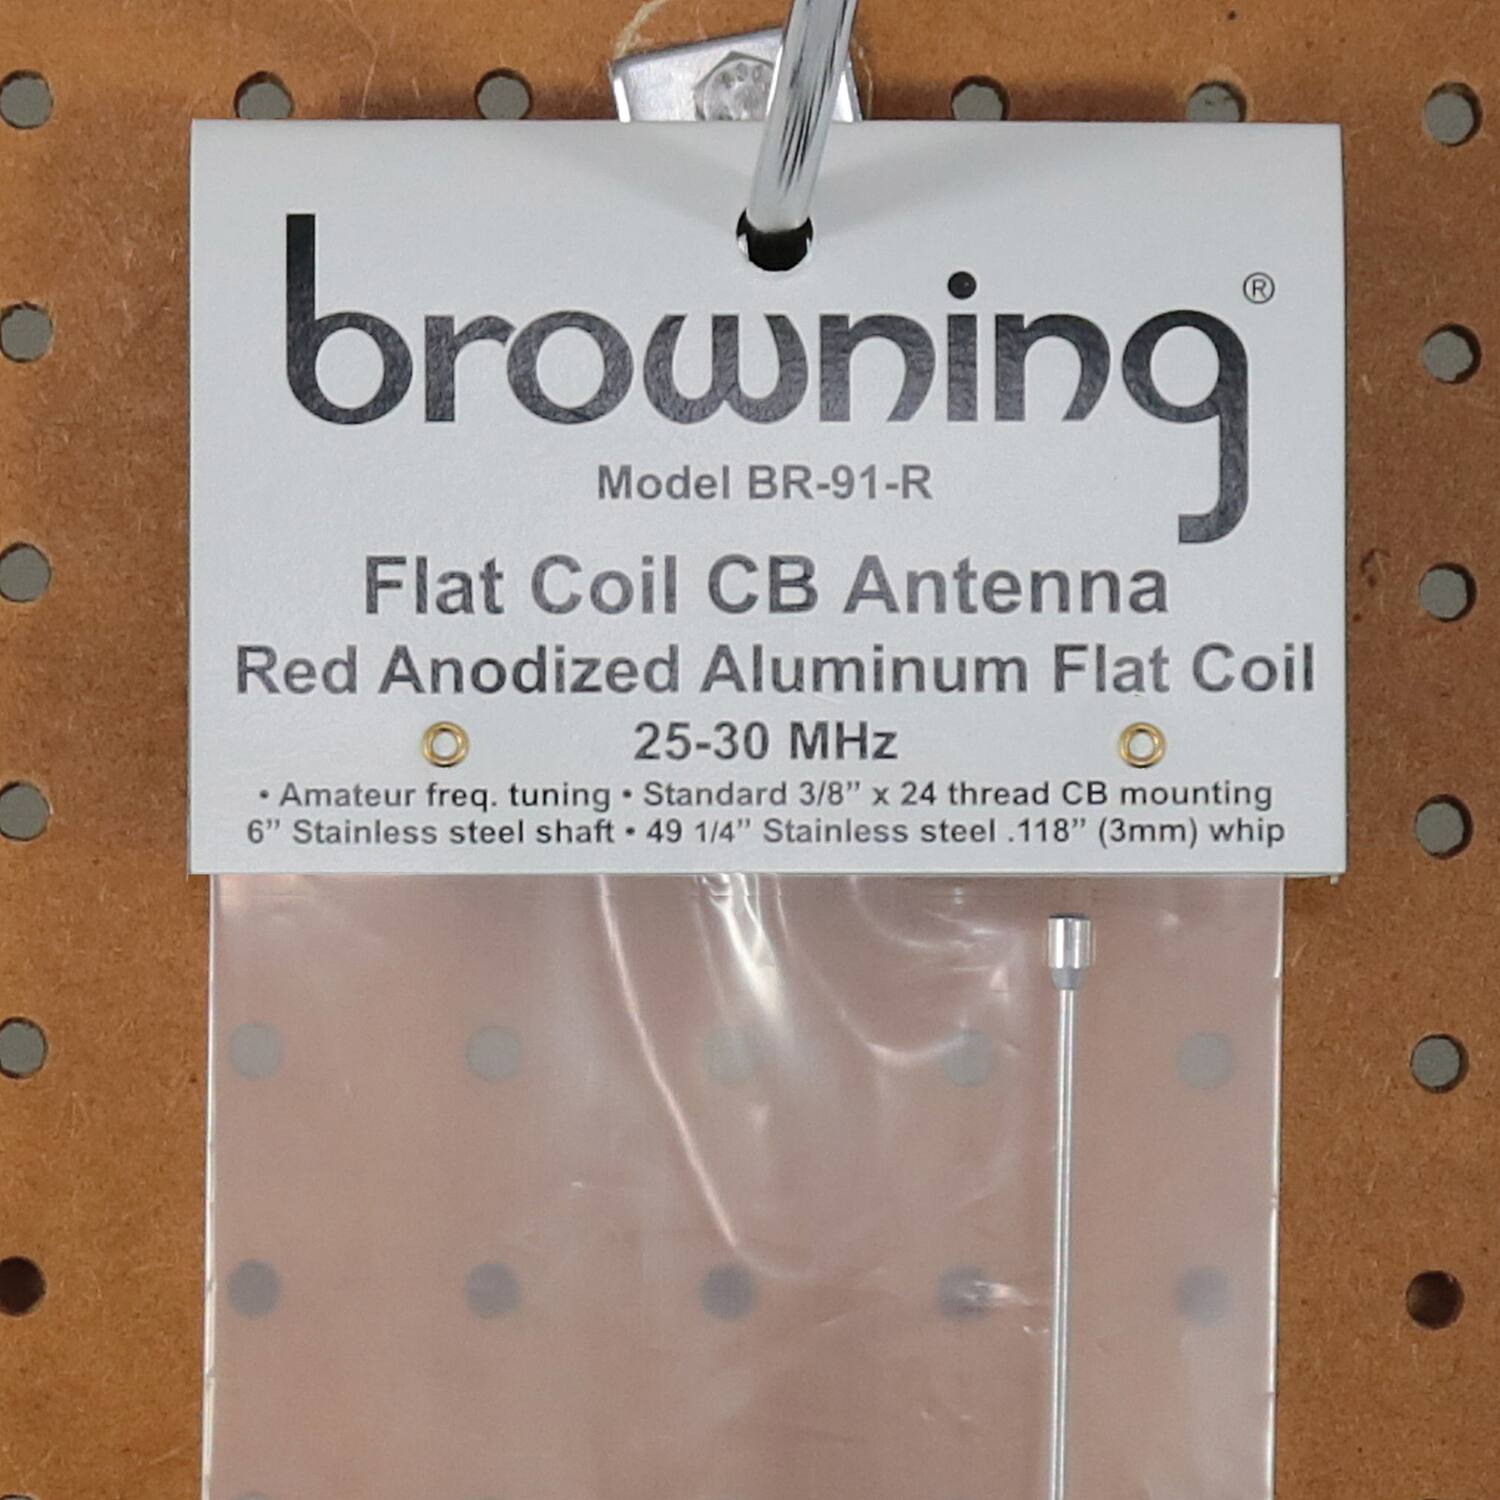 browning®
Model BR-91-R
Flat Coil CB Antenna
Red Anodized Aluminum Flat Coil
25-30 MHz
• Amateur freq. tuning • Standard 3/8” x 24 thread CB mounting
6” Stainless steel shaft • 49 1/4” Stainless steel .118” (3mm) whip